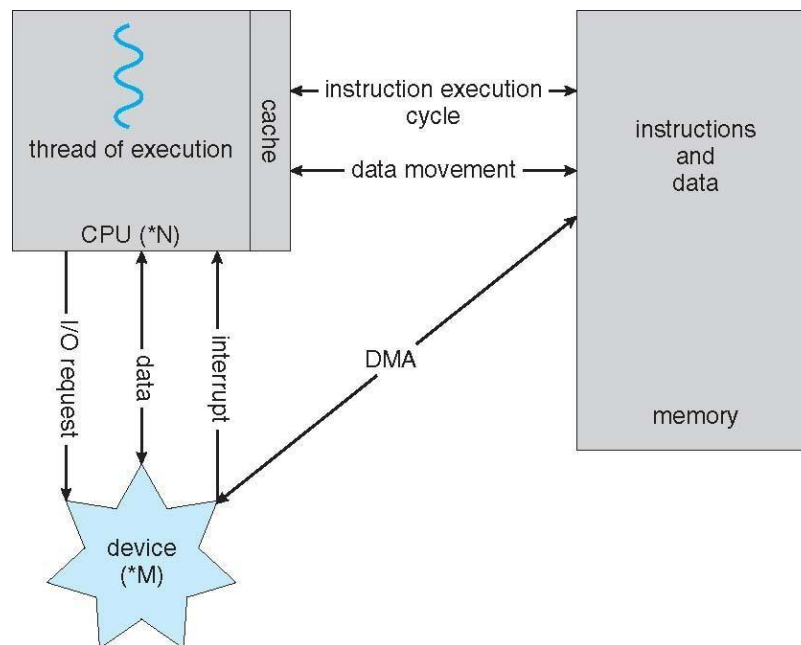 thread of execution
cache
CPU (*N)
instruction execution
cycle
data movement
instructions
and
data
memory
I/O request
data
interrupt
DMA
device
(*M)